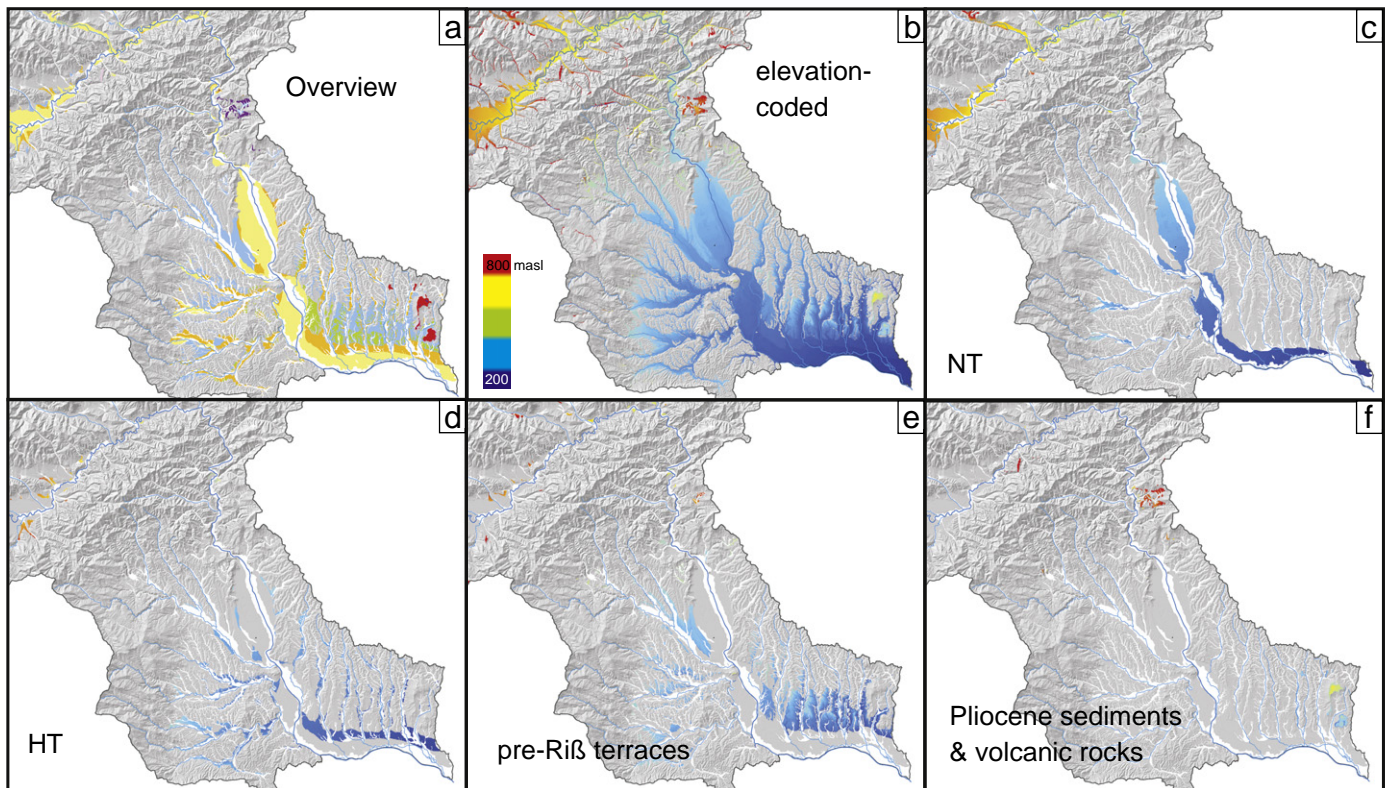 a
Overview
b
elevation-
coded
800 masl
200
c
NT
d
HT
e
pre-Riß terraces
f
Pliocene sediments
& volcanic rocks